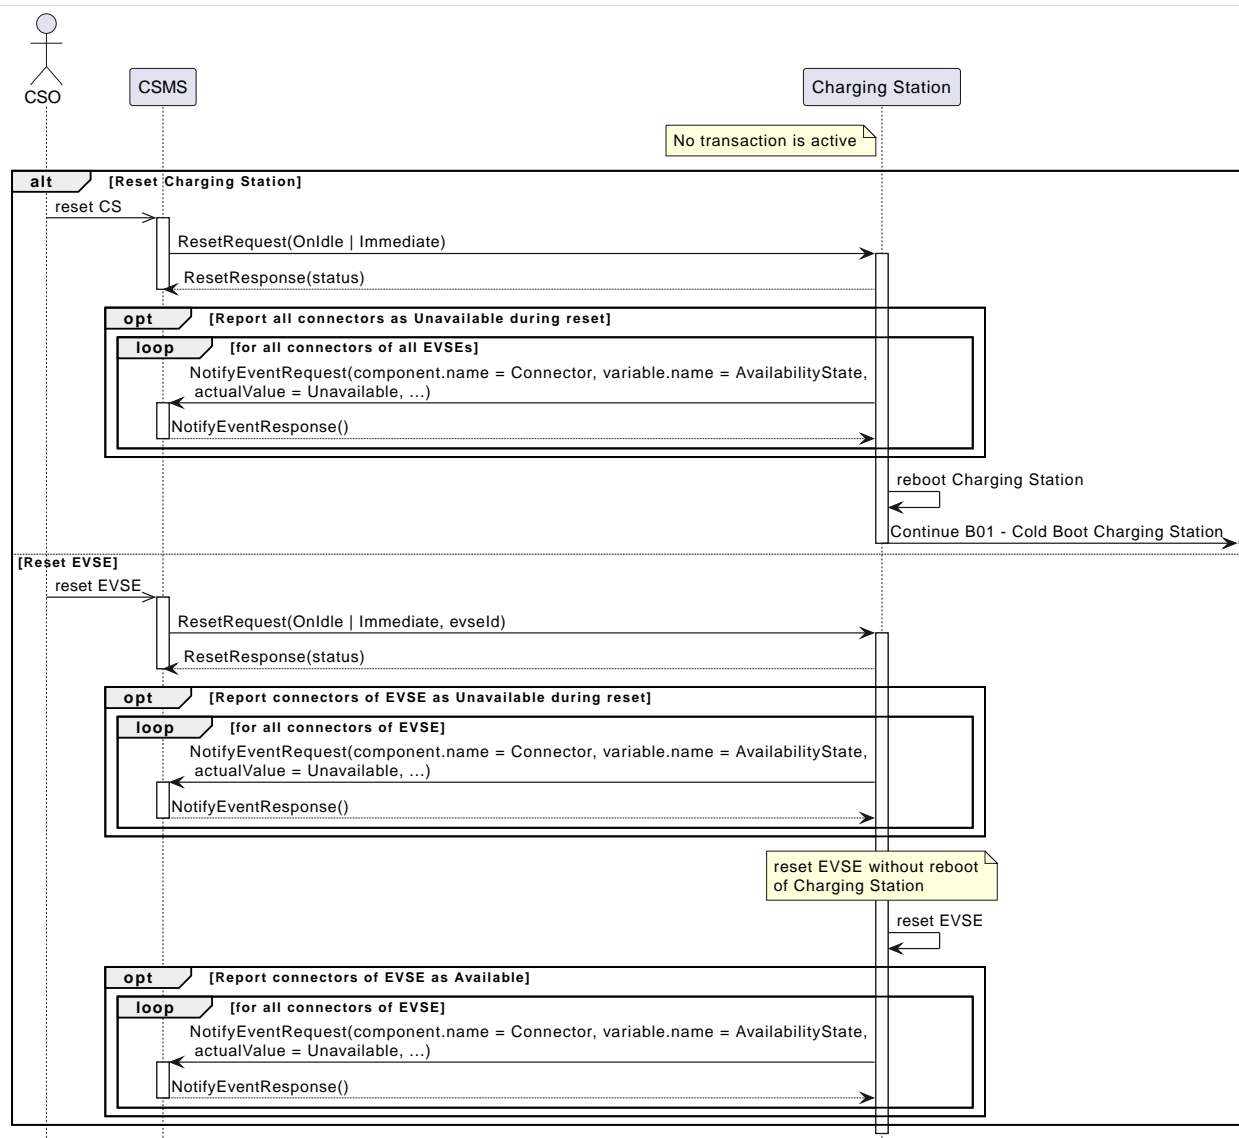 CSO
CSMS
Charging Station
No transaction is active
alt
[Reset Charging Station]
reset CS
ResetRequest(OnIdle | Immediate)
ResetResponse(status)
opt
[Report all connectors as Unavailable during reset]
loop
[for all connectors of all EVSEs]
NotifyEventRequest(component.name = Connector, variable.name = AvailabilityState,
actualValue = Unavailable, ...)
NotifyEventResponse()
reboot Charging Station
Continue B01 - Cold Boot Charging Station
[Reset EVSE]
reset EVSE
ResetRequest(OnIdle | Immediate, evseId)
ResetResponse(status)
opt
[Report connectors of EVSE as Unavailable during reset]
loop
[for all connectors of EVSE]
NotifyEventRequest(component.name = Connector, variable.name = AvailabilityState,
actualValue = Unavailable, ...)
NotifyEventResponse()
reset EVSE without reboot
of Charging Station
reset EVSE
opt
[Report connectors of EVSE as Available]
loop
[for all connectors of EVSE]
NotifyEventRequest(component.name = Connector, variable.name = AvailabilityState,
actualValue = Unavailable, ...)
NotifyEventResponse()